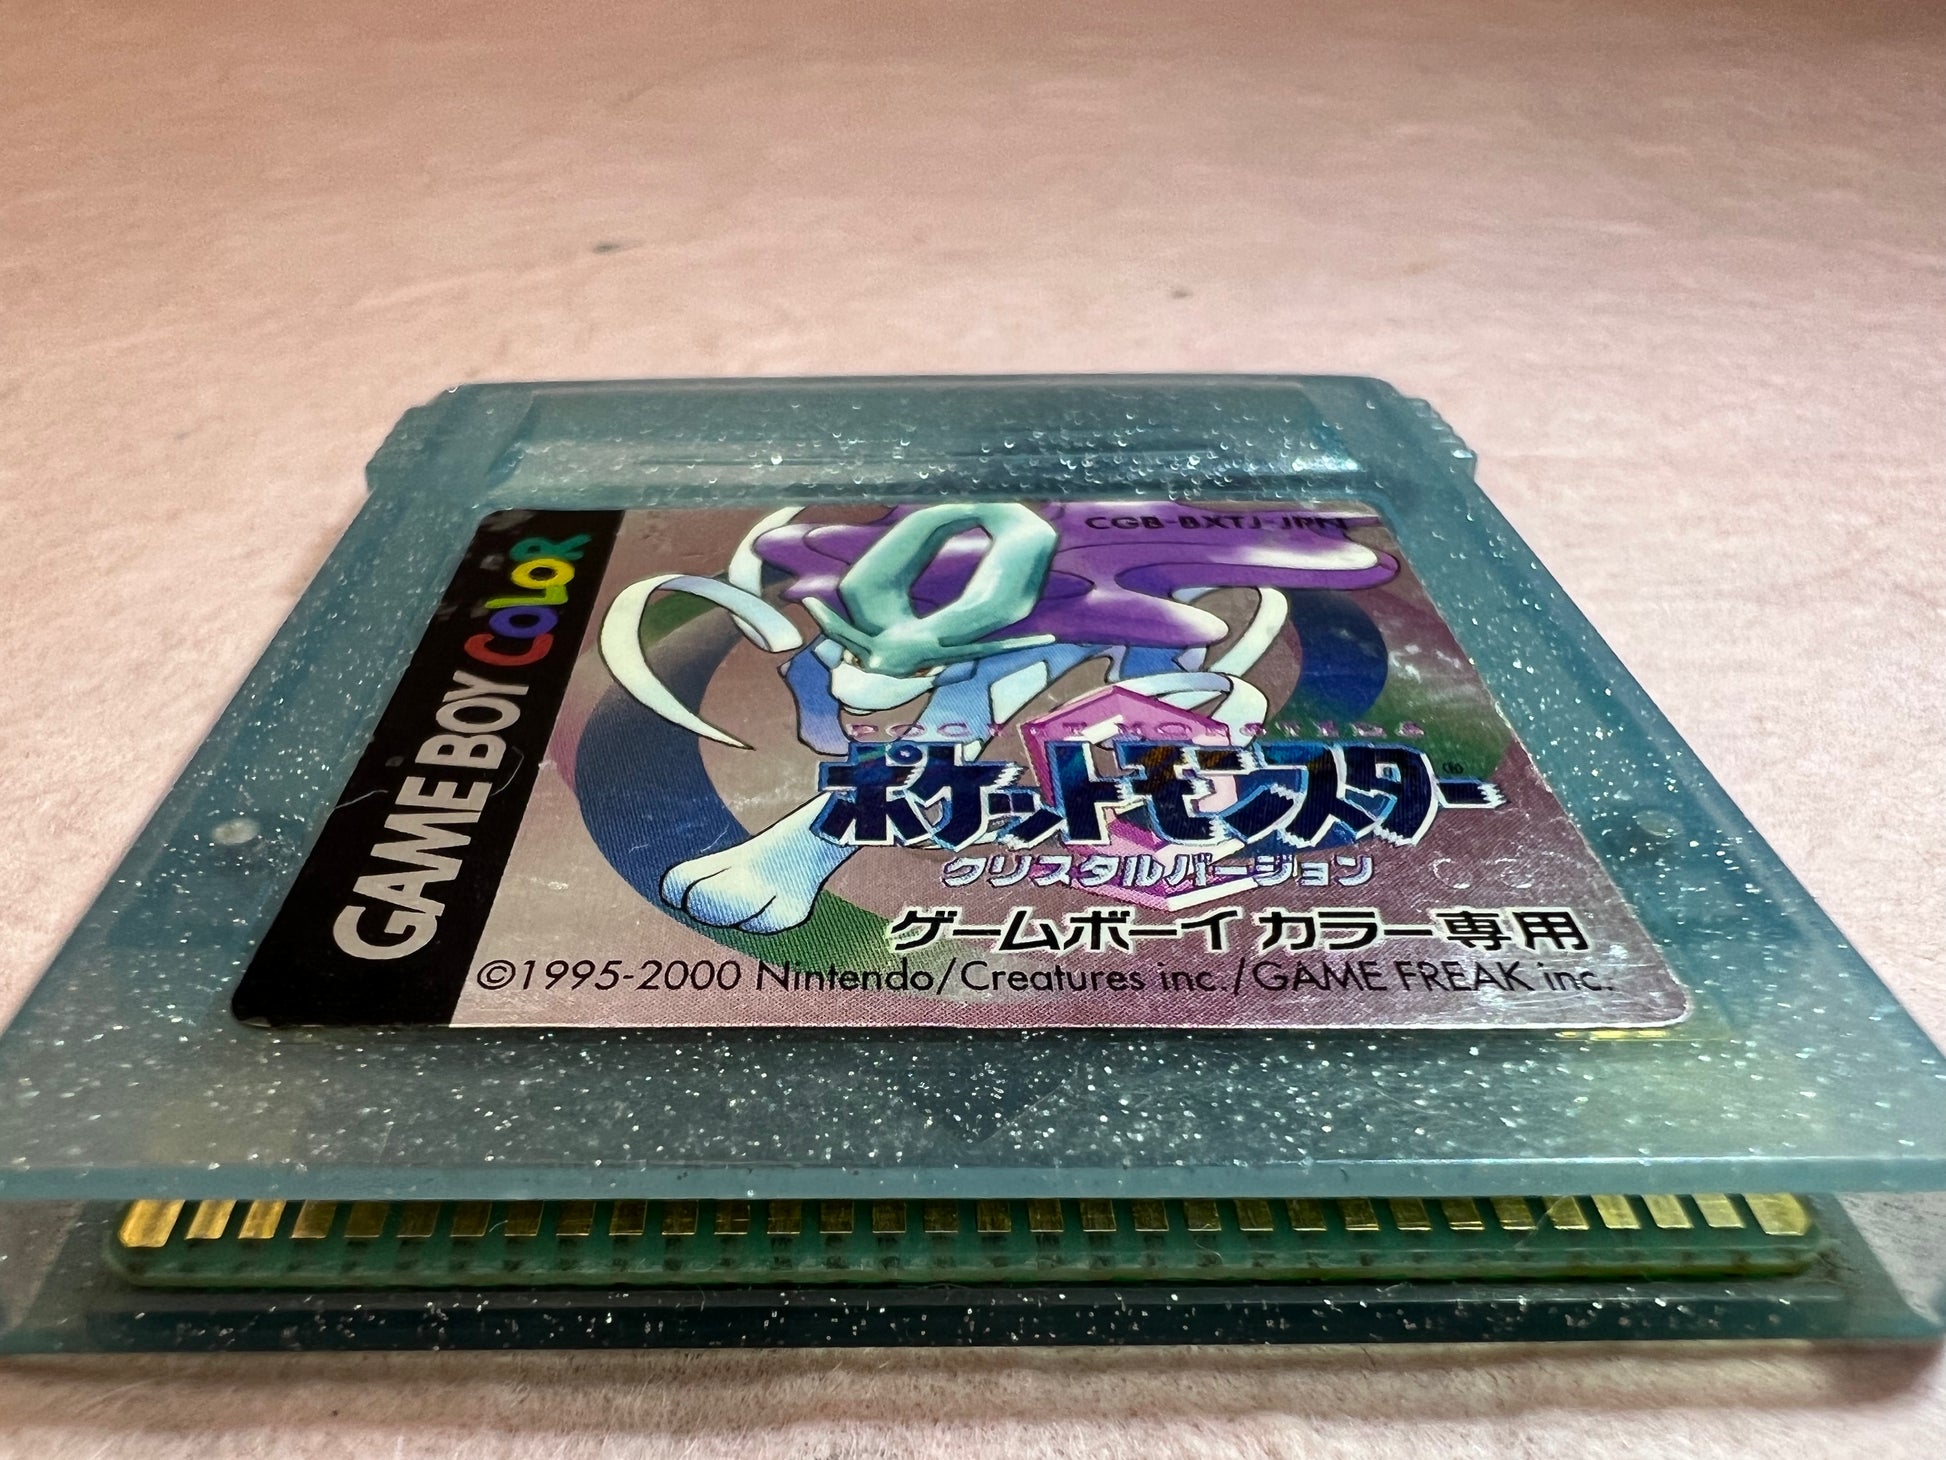 GAME BOY COLOR
CGB-BXTJ-JPN
POCKET MONSTERS
ポケットモンスター
クリスタルバージョン
ゲームボーイ カラー専用
©1995-2000 Nintendo/Creatures inc./GAME FREAK inc.